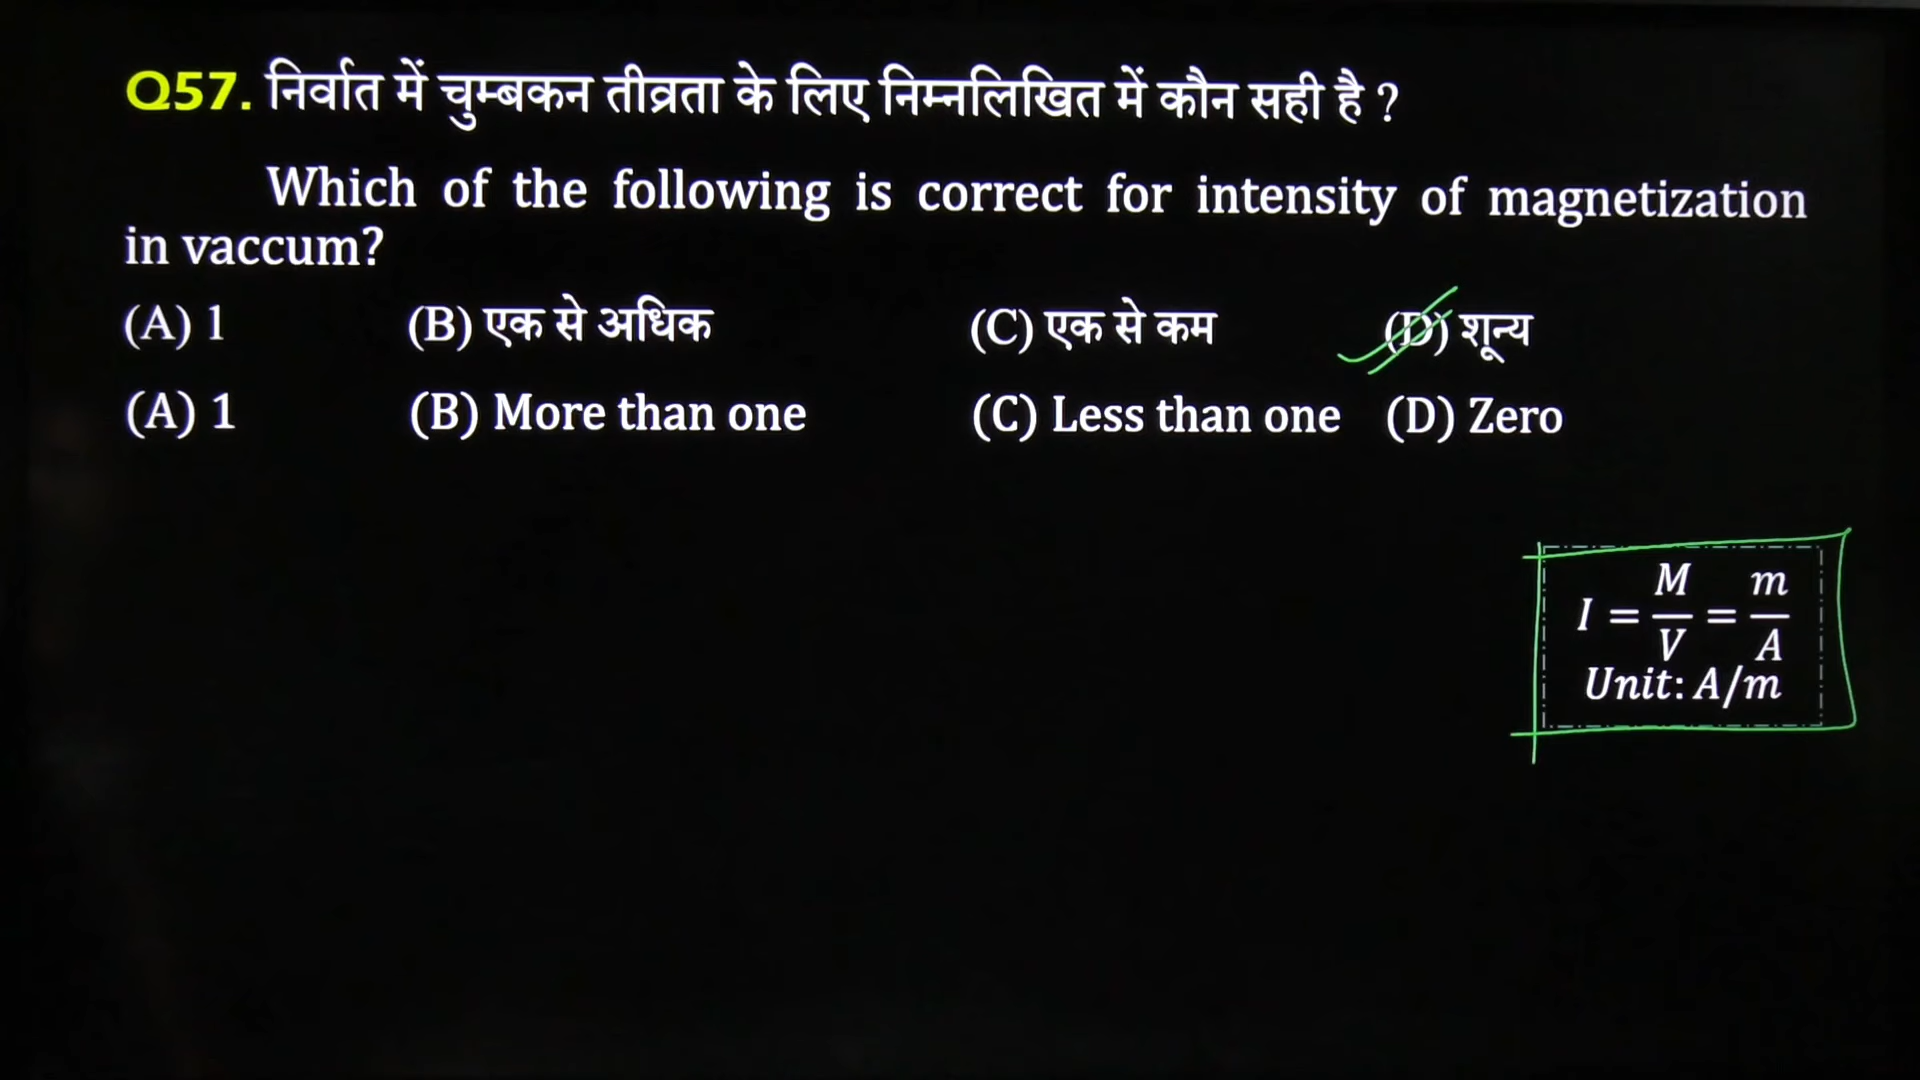 Q57. निर्वात में चुम्बकन तीव्रता के लिए निम्नलिखित में कौन सही है ?
Which of the following is correct for intensity of magnetization
in vaccum?
(A) 1 (B) एक से अधिक (C) एक से कम (D) शून्य
(A) 1 (B) More than one (C) Less than one (D) Zero
I = M/V = m/A
Unit: A/m